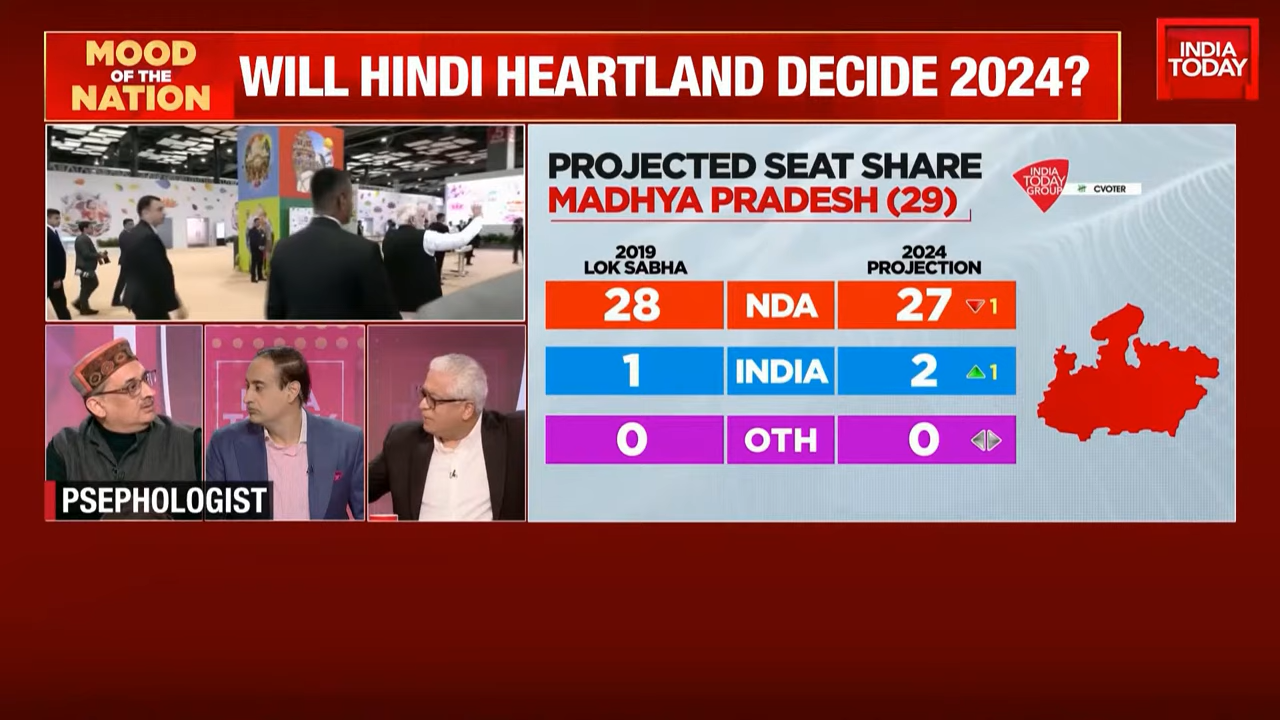 MOOD
OF THE
NATION
WILL HINDI HEARTLAND DECIDE 2024?
INDIA
TODAY
PROJECTED SEAT SHARE
MADHYA PRADESH (29)
INDIA
TODAY
GROUP
CVOTER
2019
LOK SABHA
2024
PROJECTION
28 NDA 27 1
1 INDIA 2 1
0 OTH 0
PSEPHOLOGIST